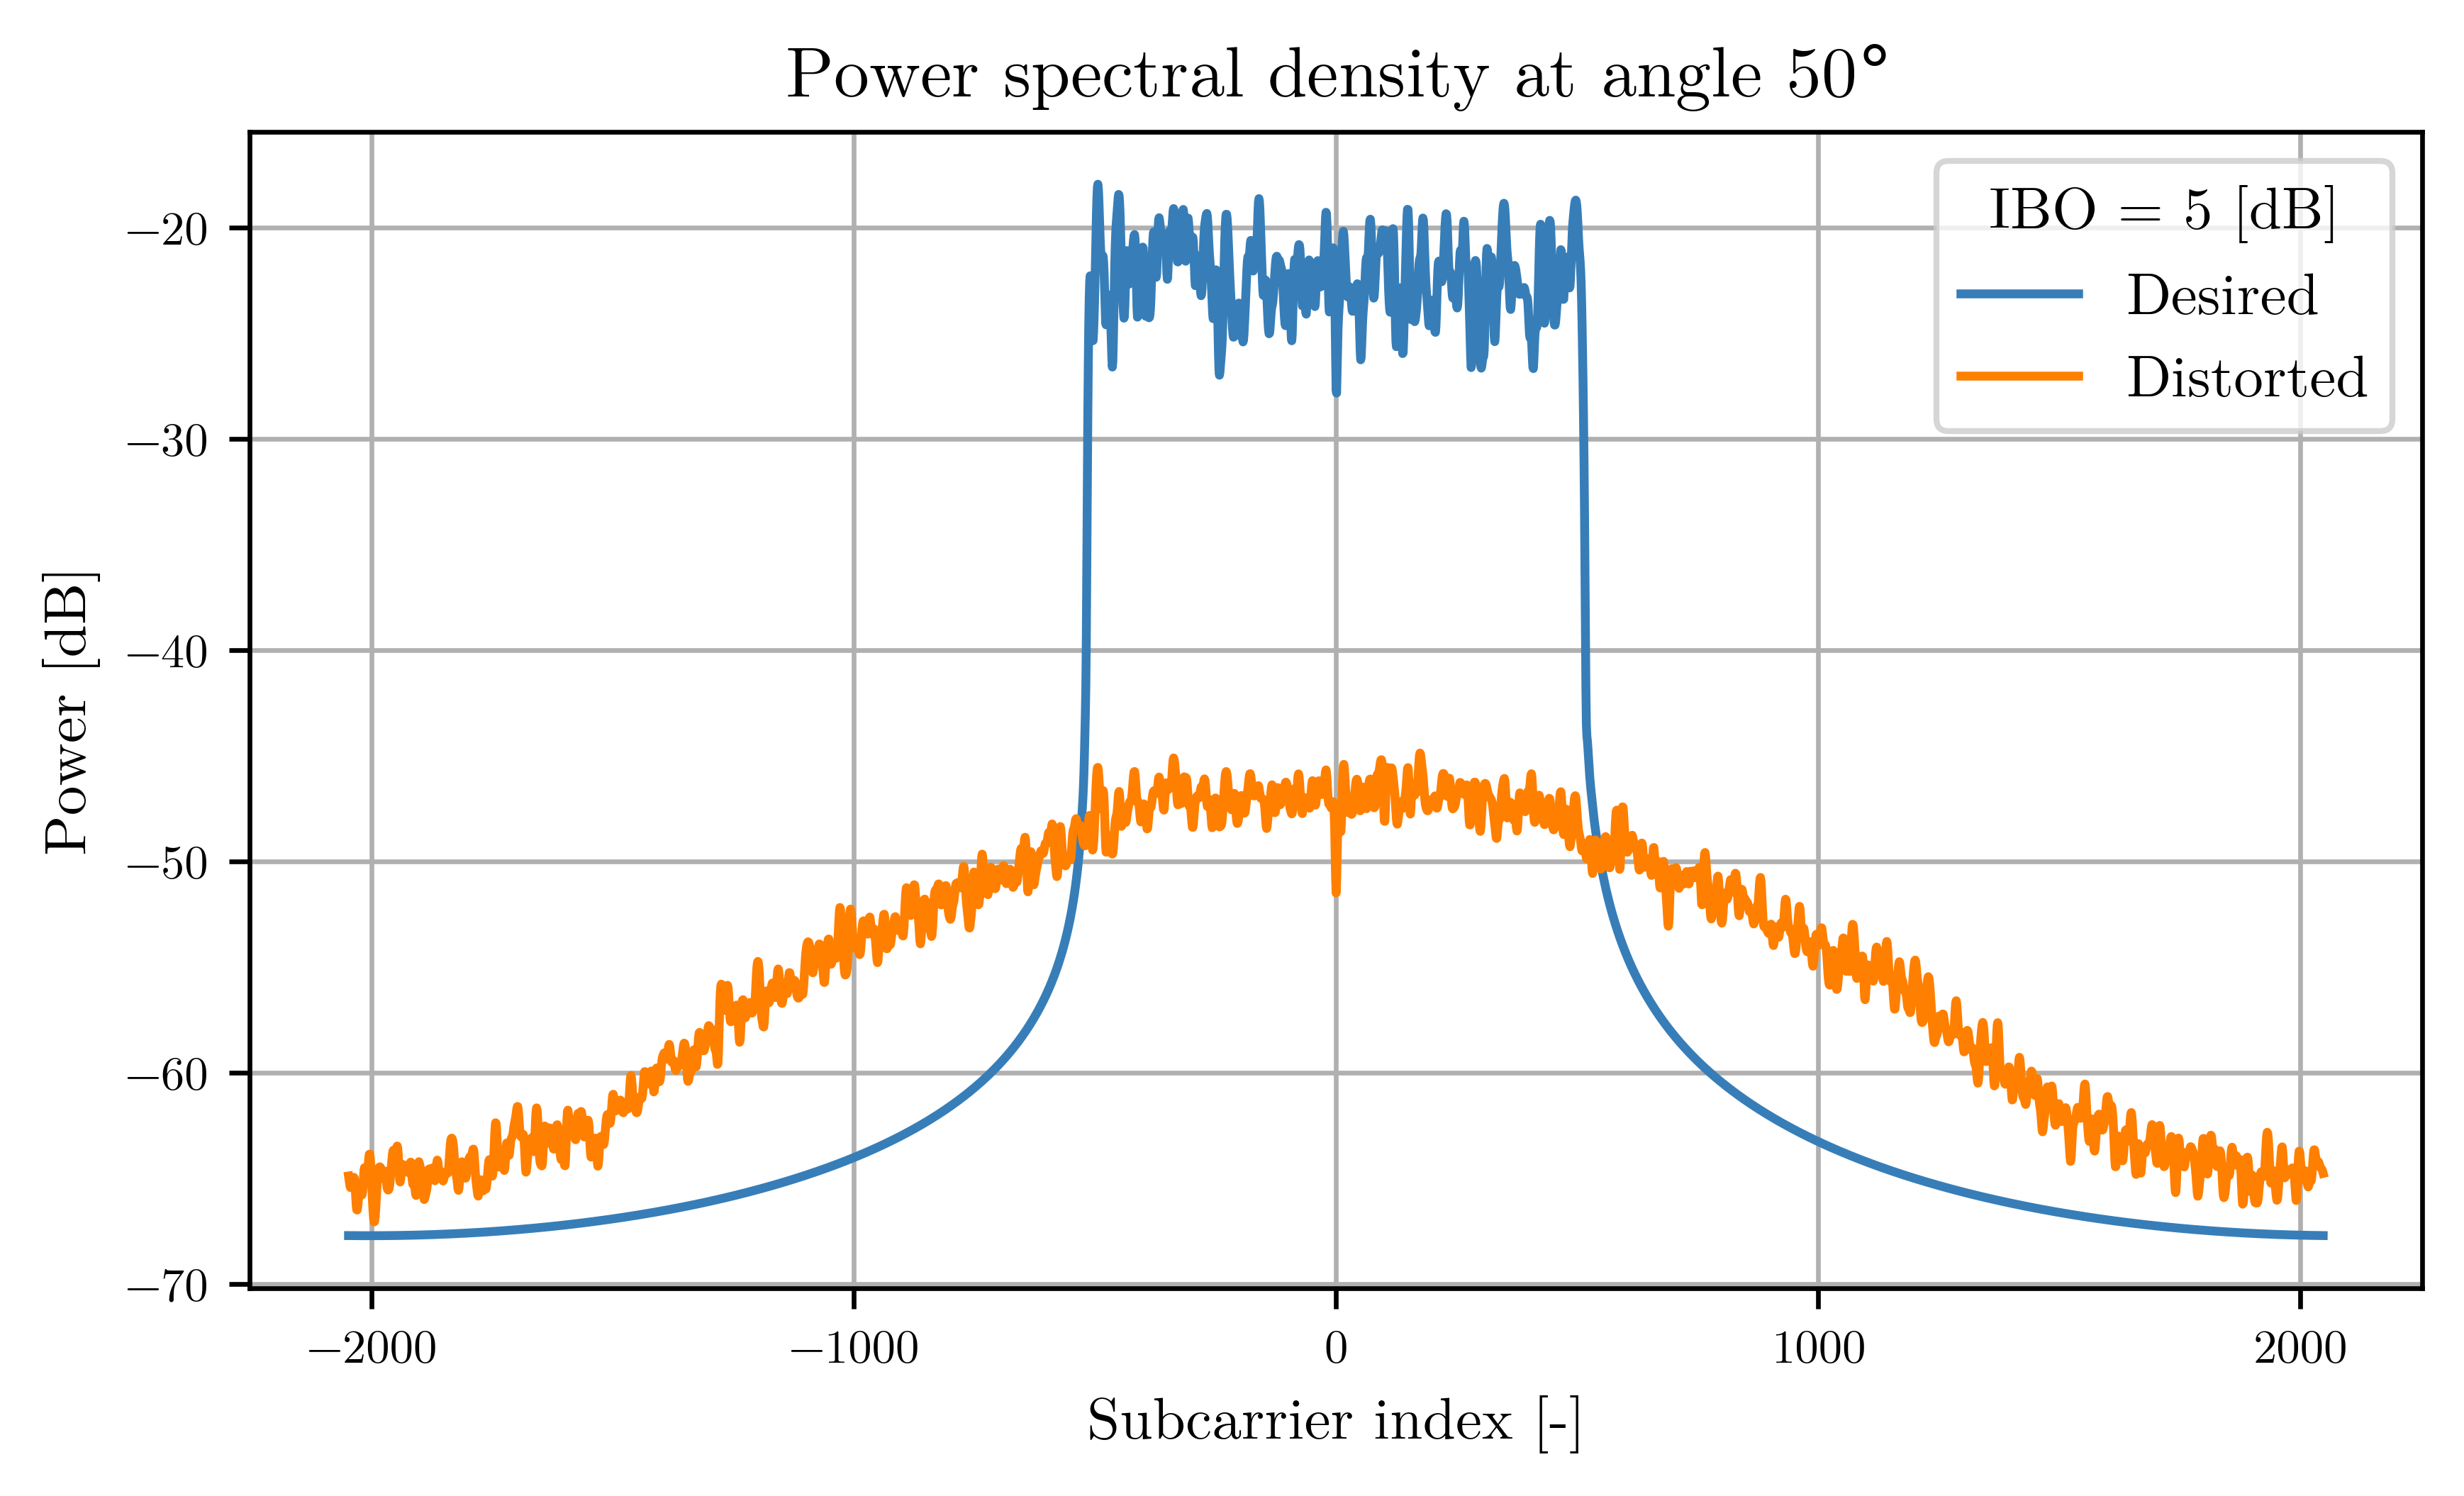 Power spectral density at angle 50°
IBO = 5 [dB]
Desired
Distorted
Power [dB]
−20
−30
−40
−50
−60
−70
−2000
−1000
0
1000
2000
Subcarrier index [-]